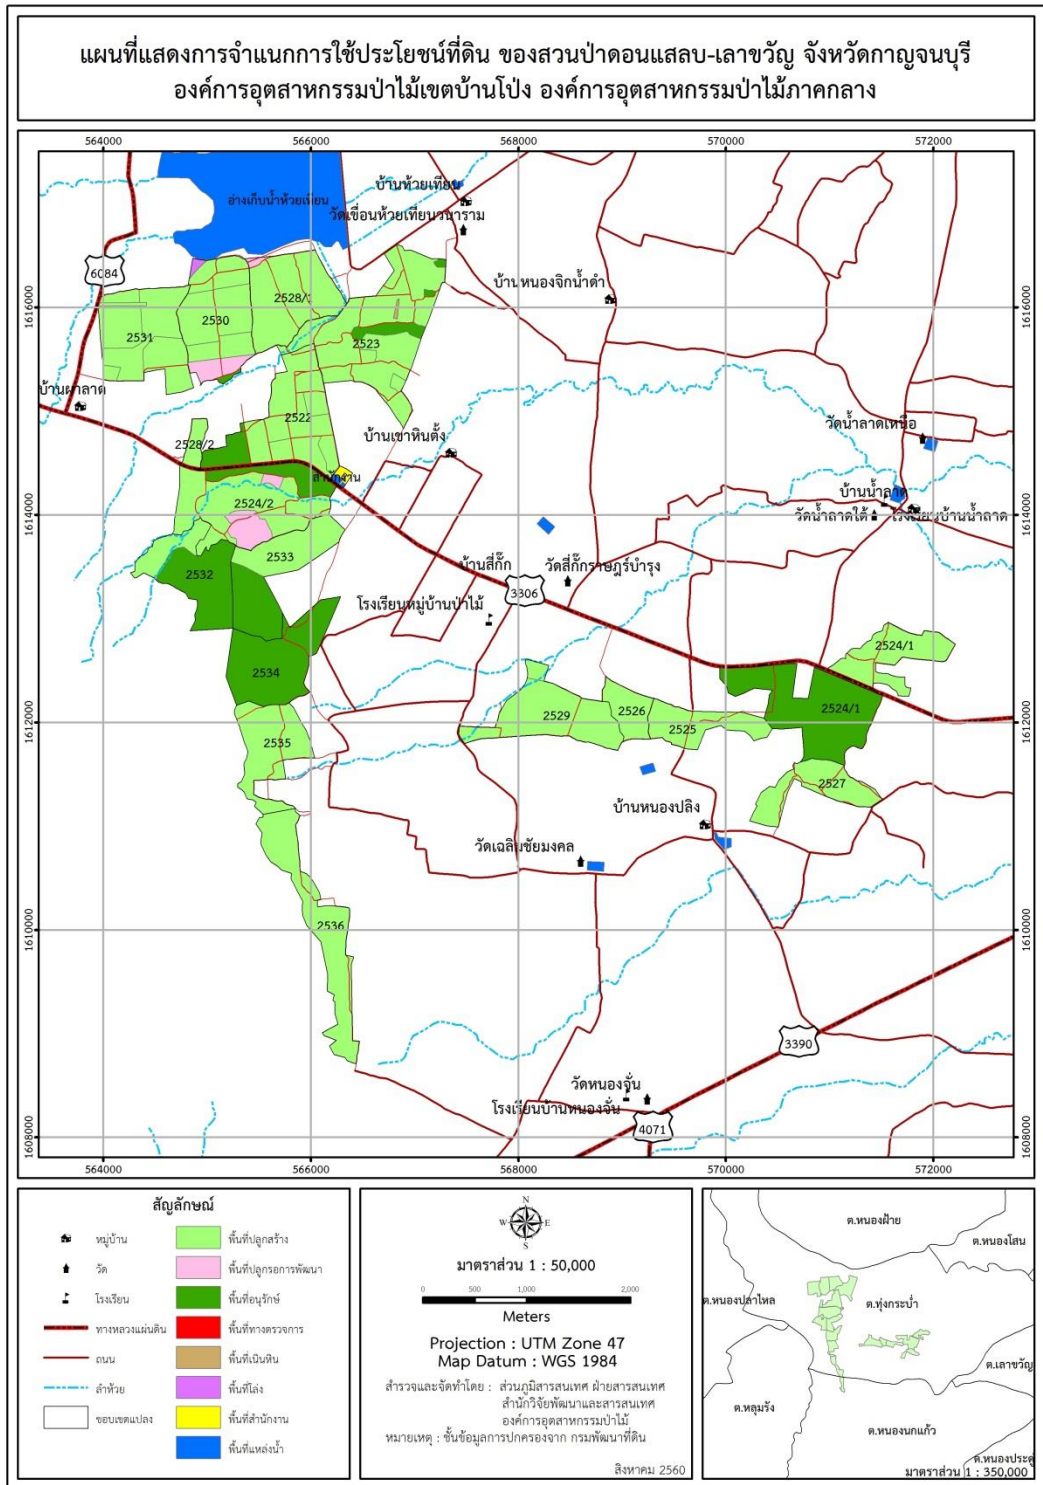 แผนที่แสดงการจำแนกการใช้ประโยชน์ที่ดิน ของสวนป่าดอนแสลบ-เลาขวัญ จังหวัดกาญจนบุรี
องค์การอุตสาหกรรมป่าไม้เขตบ้านโป่ง องค์การอุตสาหกรรมป่าไม้ภาคกลาง
564000 566000 568000 570000 572000
บ้านห้วยเทียน
อ่างเก็บน้ำห้วยเทียน
วัดเขื่อนห้วยเทียนวนาราม
6084
บ้านหนองจิกน้ำดำ
1616000 1616000
2528/1
2530
2531
2523
บ้านผาลาด
2522
วัดน้ำลาดเหนือ
2528/2
บ้านเขาหินตั้ง
สำนักงาน
บ้านน้ำลาด
2524/2
วัดน้ำลาดใต้ โรงเรียนบ้านน้ำลาด
1614000 1614000
2533
บ้านสี่กั๊ก วัดสี่กั๊กราษฎร์บำรุง
2532
3306
โรงเรียนหมู่บ้านป่าไม้
2524/1
2534
2524/1
2529 2526
2525
1612000 1612000
2535
2527
บ้านหนองปลิง
วัดเฉลิมชัยมงคล
2536
1610000 1610000
3390
วัดหนองจั่น
โรงเรียนบ้านหนองจั่น
4071
1608000 1608000
564000 566000 568000 570000 572000
สัญลักษณ์
หมู่บ้าน พื้นที่ปลูกสร้าง
วัด พื้นที่ปลูกรอการพัฒนา
โรงเรียน พื้นที่อนุรักษ์
ทางหลวงแผ่นดิน พื้นที่ทางตรวจการ
ถนน พื้นที่เนินหิน
ลำห้วย พื้นที่โล่ง
ขอบเขตแปลง พื้นที่สำนักงาน
พื้นที่แหล่งน้ำ
N
W E
S
มาตราส่วน 1 : 50,000
0 500 1,000 2,000
Meters
Projection : UTM Zone 47
Map Datum : WGS 1984
สำรวจและจัดทำโดย : ส่วนภูมิสารสนเทศ ฝ่ายสารสนเทศ
สำนักวิจัยพัฒนาและสารสนเทศ
องค์การอุตสาหกรรมป่าไม้
หมายเหตุ : ชั้นข้อมูลการปกครองจาก กรมพัฒนาที่ดิน
สิงหาคม 2560
ต.หนองฝ้าย
ต.หนองโสน
ต.หนองปลาไหล
ต.ทุ่งกระบ่ำ
ต.เลาขวัญ
ต.หลุมรัง
ต.หนองนกแก้ว
ต.หนองประดู่
มาตราส่วน 1 : 350,000